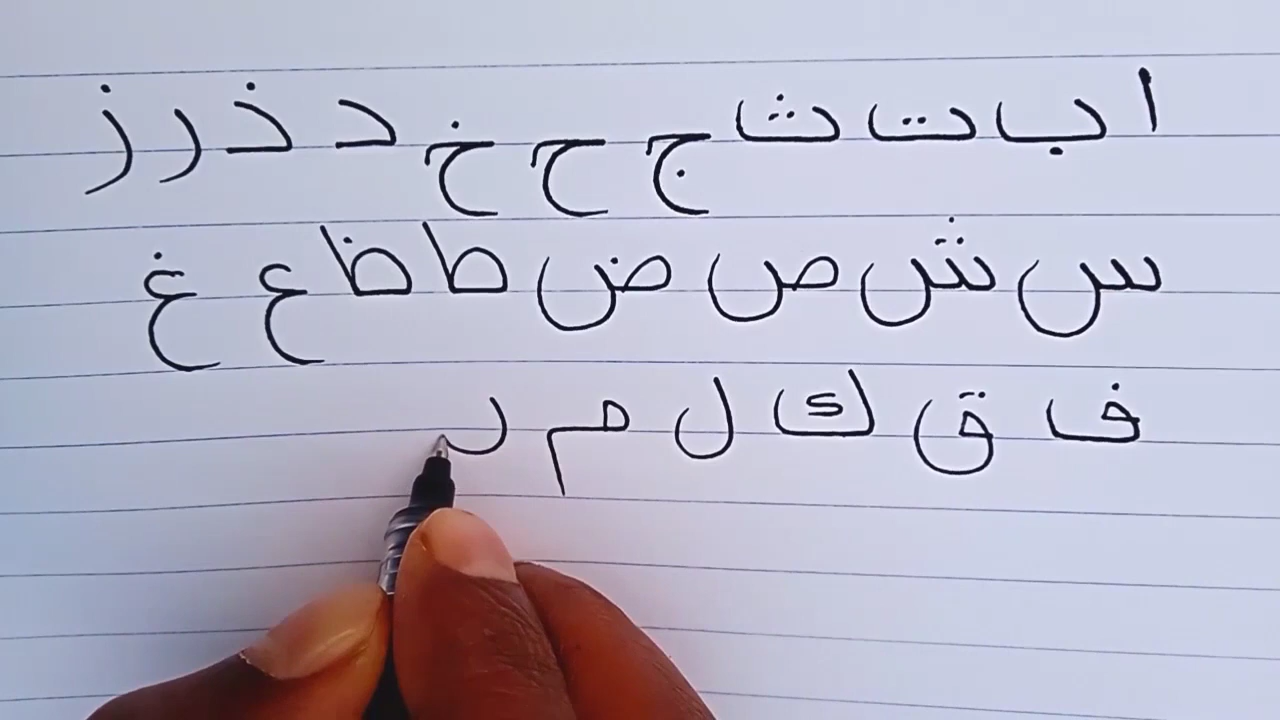 ا ب ت ث ج ح خ د ذ ر ز
س ش ص ض ط ظ ع غ
ف ق ك ل م ں